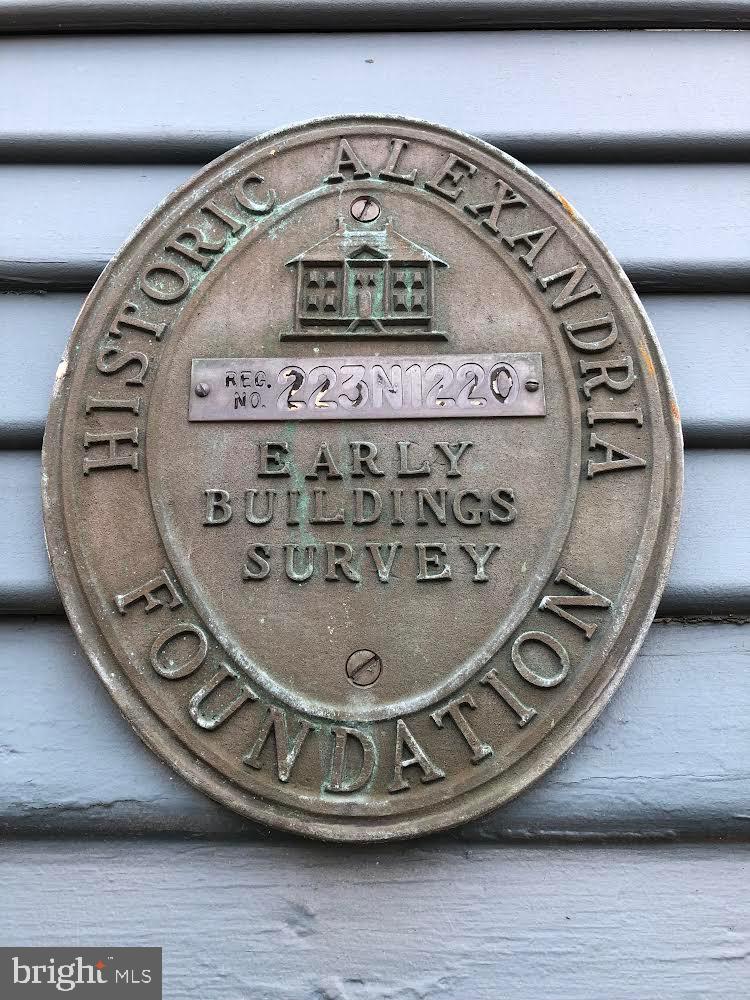 HISTORIC ALEXANDRIA
REG. NO. 223N1220
EARLY
BUILDINGS
SURVEY
FOUNDATION
bright MLS